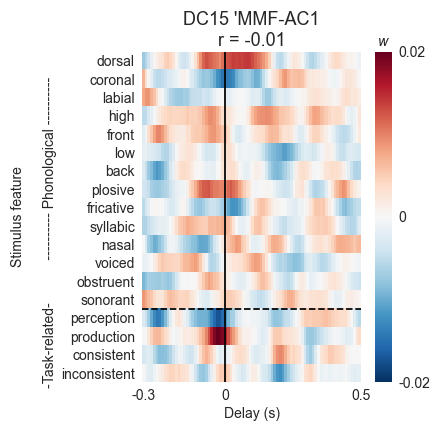 DC15 'MMF-AC1
r = -0.01
w
dorsal
coronal
labial
high
front
low
back
plosive
fricative
syllabic
nasal
voiced
obstruent
sonorant
perception
production
consistent
inconsistent
Stimulus feature
---------- Phonological ----------
-Task-related-
0.02
0
-0.02
-0.3
0
0.5
Delay (s)